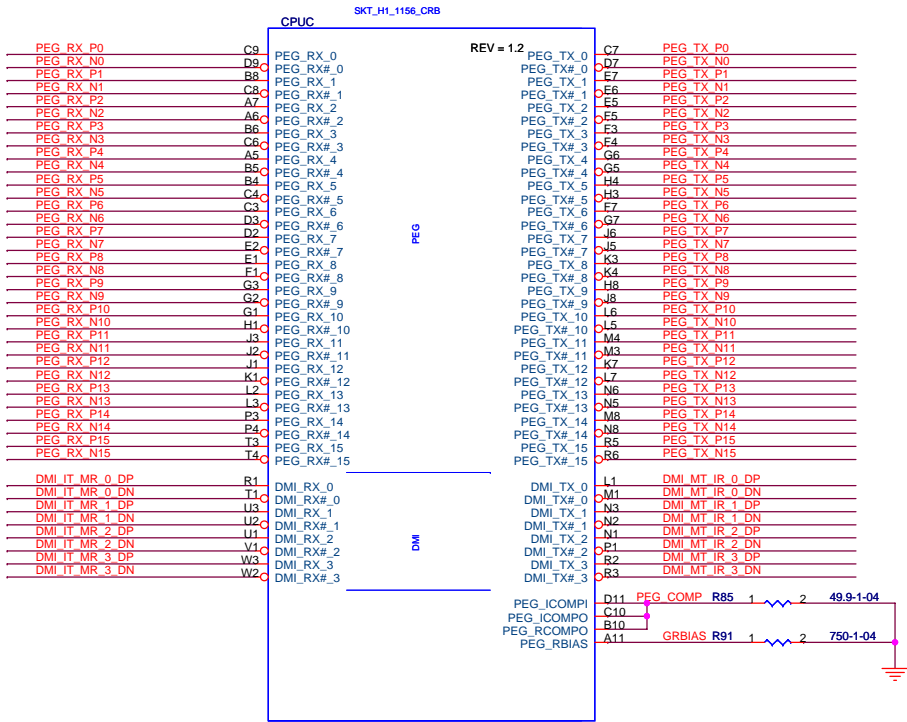 SKT_H1_1156_CRB
CPUC
REV = 1.2
PEG_RX_P0 C9 PEG_RX_0 PEG_TX_0 C7 PEG_TX_P0
PEG_RX_N0 D9 PEG_RX#_0 PEG_TX#_0 D7 PEG_TX_N0
PEG_RX_P1 B8 PEG_RX_1 PEG_TX_1 E7 PEG_TX_P1
PEG_RX_N1 C8 PEG_RX#_1 PEG_TX#_1 E6 PEG_TX_N1
PEG_RX_P2 A7 PEG_RX_2 PEG_TX_2 E5 PEG_TX_P2
PEG_RX_N2 A6 PEG_RX#_2 PEG_TX#_2 F5 PEG_TX_N2
PEG_RX_P3 B6 PEG_RX_3 PEG_TX_3 F3 PEG_TX_P3
PEG_RX_N3 C6 PEG_RX#_3 PEG_TX#_3 F4 PEG_TX_N3
PEG_RX_P4 A5 PEG_RX_4 PEG_TX_4 G6 PEG_TX_P4
PEG_RX_N4 B5 PEG_RX#_4 PEG_TX#_4 G5 PEG_TX_N4
PEG_RX_P5 B4 PEG_RX_5 PEG_TX_5 H4 PEG_TX_P5
PEG_RX_N5 C4 PEG_RX#_5 PEG_TX#_5 H3 PEG_TX_N5
PEG_RX_P6 C3 PEG_RX_6 PEG_TX_6 F7 PEG_TX_P6
PEG_RX_N6 D3 PEG_RX#_6 PEG_TX#_6 G7 PEG_TX_N6
PEG_RX_P7 D2 PEG_RX_7 PEG_TX_7 J6 PEG_TX_P7
PEG_RX_N7 E2 PEG_RX#_7 PEG_TX#_7 J5 PEG_TX_N7
PEG
PEG_RX_P8 E1 PEG_RX_8 PEG_TX_8 K3 PEG_TX_P8
PEG_RX_N8 F1 PEG_RX#_8 PEG_TX#_8 K4 PEG_TX_N8
PEG_RX_P9 G3 PEG_RX_9 PEG_TX_9 H8 PEG_TX_P9
PEG_RX_N9 G2 PEG_RX#_9 PEG_TX#_9 J8 PEG_TX_N9
PEG_RX_P10 G1 PEG_RX_10 PEG_TX_10 L6 PEG_TX_P10
PEG_RX_N10 H1 PEG_RX#_10 PEG_TX#_10 L5 PEG_TX_N10
PEG_RX_P11 J3 PEG_RX_11 PEG_TX_11 M4 PEG_TX_P11
PEG_RX_N11 J2 PEG_RX#_11 PEG_TX#_11 M3 PEG_TX_N11
PEG_RX_P12 J1 PEG_RX_12 PEG_TX_12 K7 PEG_TX_P12
PEG_RX_N12 K1 PEG_RX#_12 PEG_TX#_12 L7 PEG_TX_N12
PEG_RX_P13 L2 PEG_RX_13 PEG_TX_13 N6 PEG_TX_P13
PEG_RX_N13 L3 PEG_RX#_13 PEG_TX#_13 N5 PEG_TX_N13
PEG_RX_P14 P3 PEG_RX_14 PEG_TX_14 M8 PEG_TX_P14
PEG_RX_N14 P4 PEG_RX#_14 PEG_TX#_14 N8 PEG_TX_N14
PEG_RX_P15 T3 PEG_RX_15 PEG_TX_15 R5 PEG_TX_P15
PEG_RX_N15 T4 PEG_RX#_15 PEG_TX#_15 R6 PEG_TX_N15
DMI_IT_MR_0_DP R1 DMI_RX_0 DMI_TX_0 L1 DMI_MT_IR_0_DP
DMI_IT_MR_0_DN T1 DMI_RX#_0 DMI_TX#_0 M1 DMI_MT_IR_0_DN
DMI_IT_MR_1_DP U3 DMI_RX_1 DMI_TX_1 N3 DMI_MT_IR_1_DP
DMI_IT_MR_1_DN U2 DMI_RX#_1 DMI_TX#_1 N2 DMI_MT_IR_1_DN
DMI_IT_MR_2_DP U1 DMI_RX_2 DMI_TX_2 N1 DMI_MT_IR_2_DP
DMI
DMI_IT_MR_2_DN V1 DMI_RX#_2 DMI_TX#_2 P1 DMI_MT_IR_2_DN
DMI_IT_MR_3_DP W3 DMI_RX_3 DMI_TX_3 R2 DMI_MT_IR_3_DP
DMI_IT_MR_3_DN W2 DMI_RX#_3 DMI_TX#_3 R3 DMI_MT_IR_3_DN
PEG_ICOMPI D11 PEG_COMP R85 1 2 49.9-1-04
PEG_ICOMPO C10
PEG_RCOMPO B10
PEG_RBIAS A11 GRBIAS R91 1 2 750-1-04